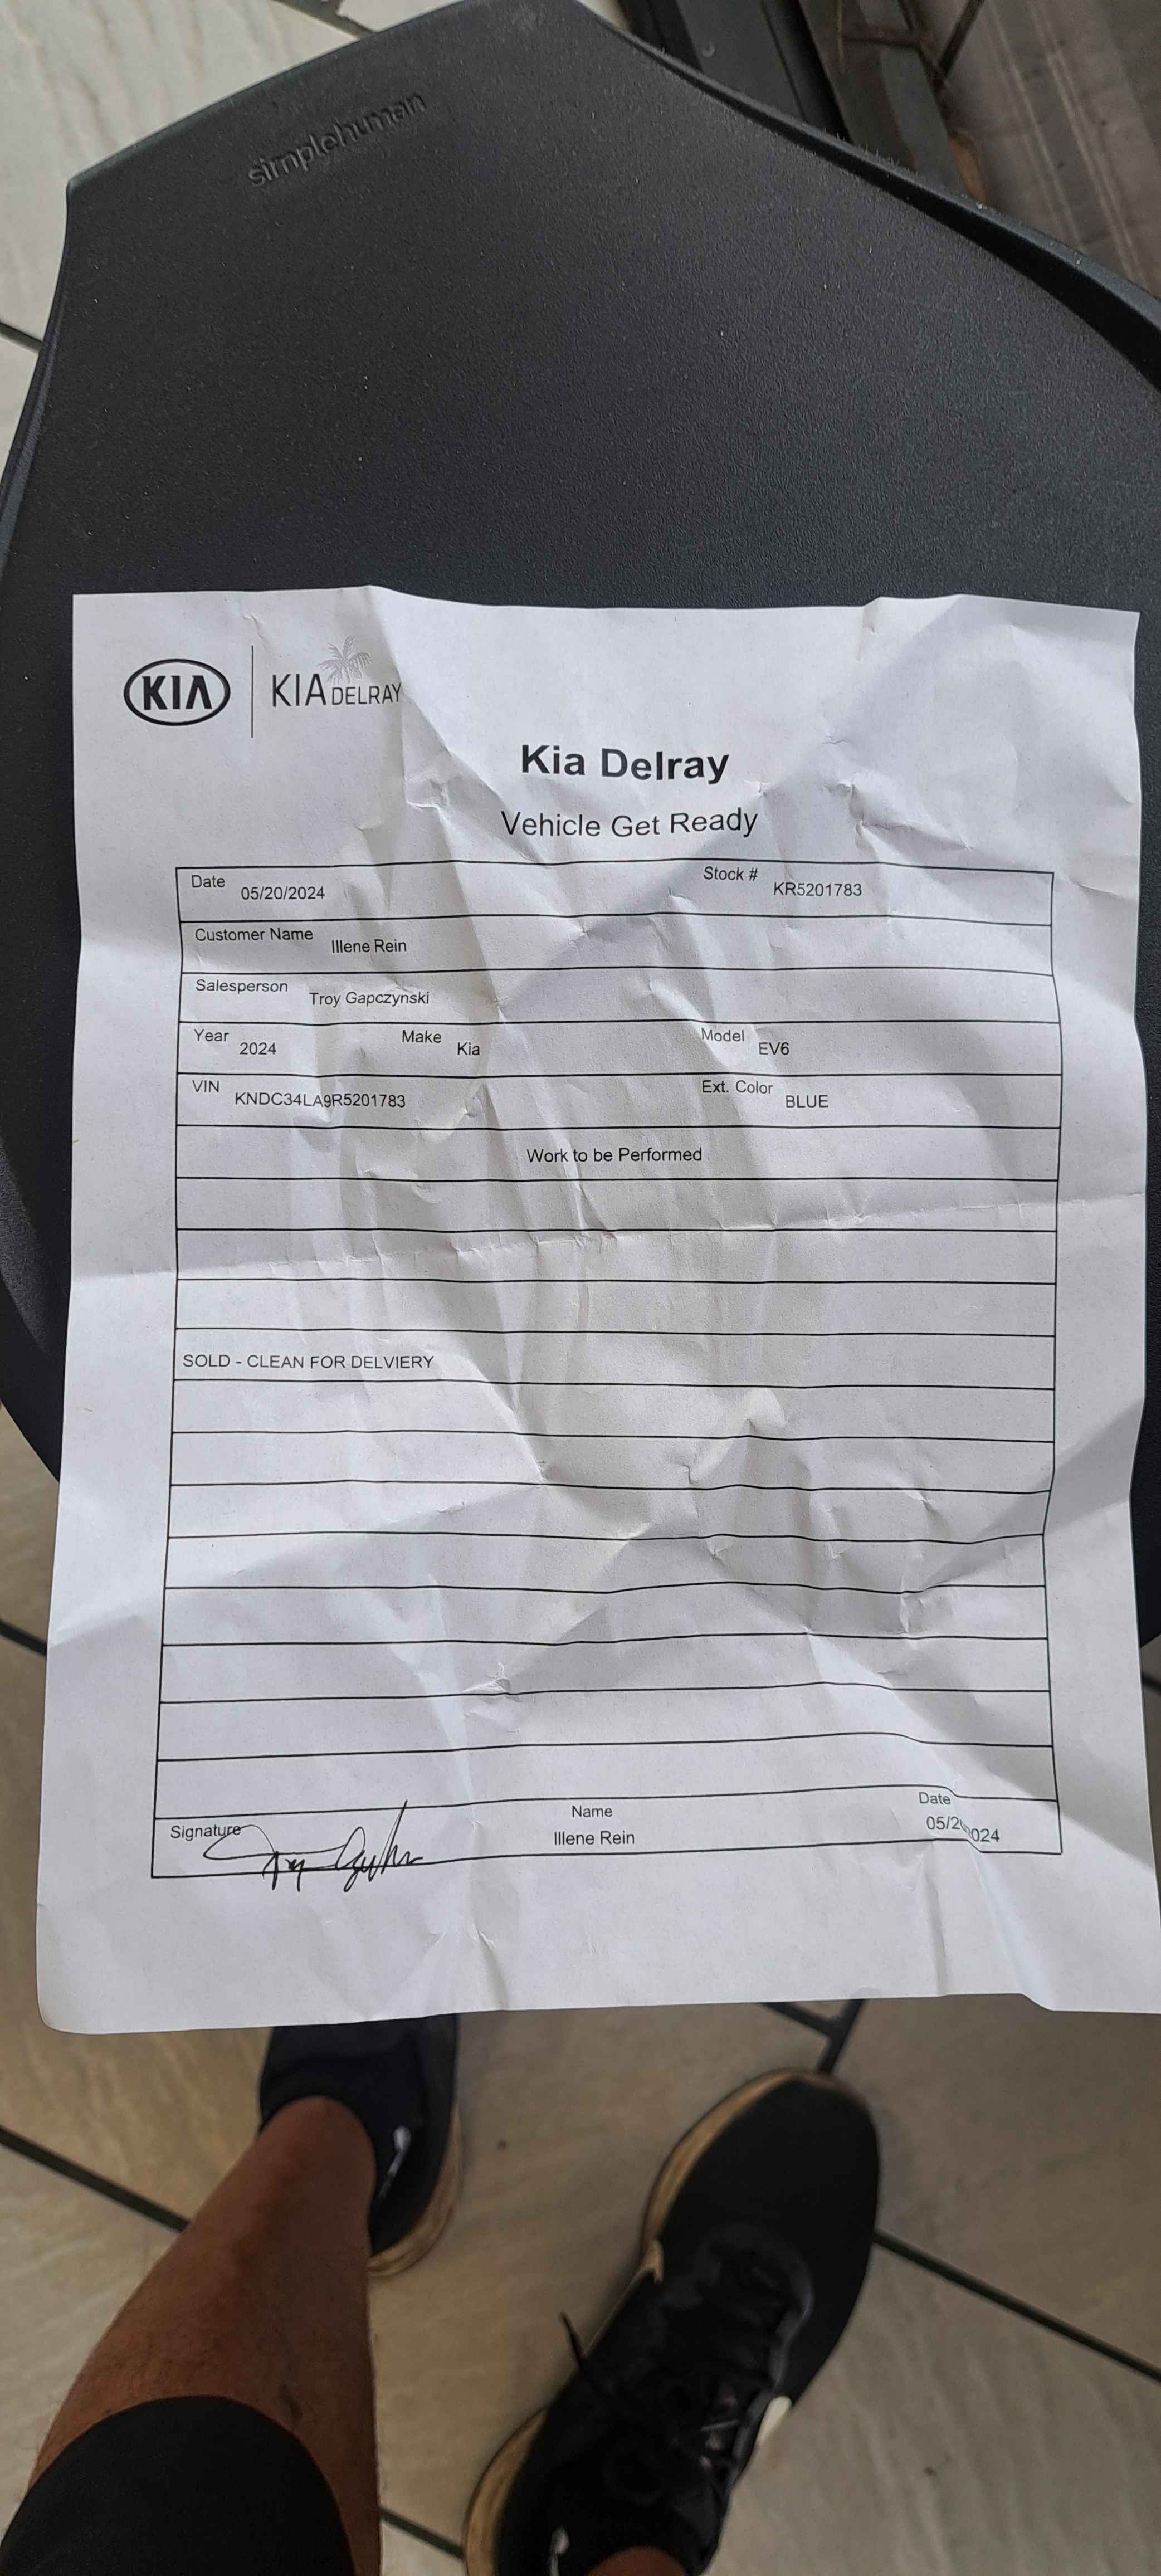 simplehuman
KIA KIA DELRAY
Kia Delray
Vehicle Get Ready
Date 05/20/2024 Stock # KR5201783
Customer Name Illene Rein
Salesperson Troy Gapczynski
Year 2024 Make Kia Model EV6
VIN KNDC34LA9R5201783 Ext. Color BLUE
Work to be Performed
SOLD - CLEAN FOR DELVIERY
Signature Name Date
Illene Rein